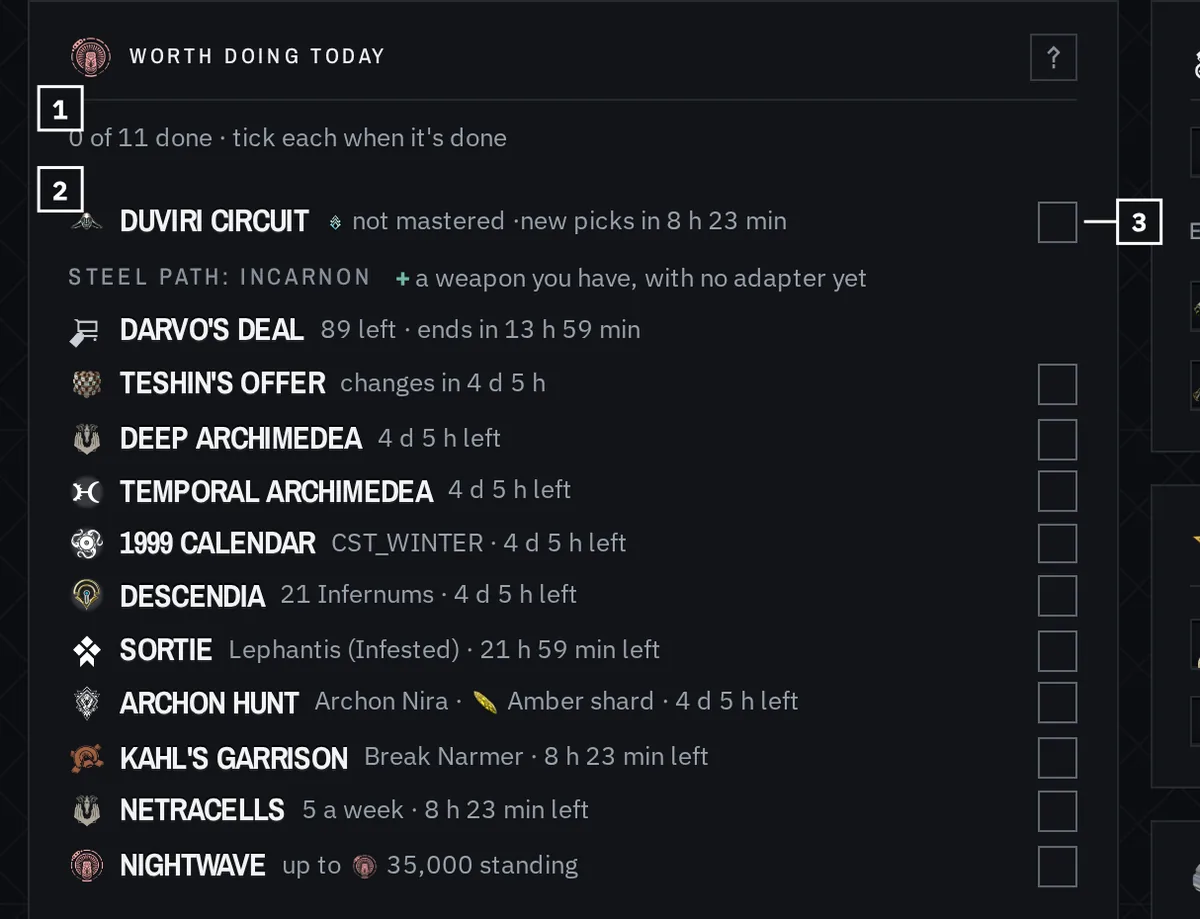 WORTH DOING TODAY ?
1
0 of 11 done · tick each when it's done
2
DUVIRI CIRCUIT not mastered ·new picks in 8 h 23 min 3
STEEL PATH: INCARNON + a weapon you have, with no adapter yet
DARVO'S DEAL 89 left · ends in 13 h 59 min
TESHIN'S OFFER changes in 4 d 5 h
DEEP ARCHIMEDEA 4 d 5 h left
TEMPORAL ARCHIMEDEA 4 d 5 h left
1999 CALENDAR CST_WINTER · 4 d 5 h left
DESCENDIA 21 Infernums · 4 d 5 h left
SORTIE Lephantis (Infested) · 21 h 59 min left
ARCHON HUNT Archon Nira · Amber shard · 4 d 5 h left
KAHL'S GARRISON Break Narmer · 8 h 23 min left
NETRACELLS 5 a week · 8 h 23 min left
NIGHTWAVE up to 35,000 standing